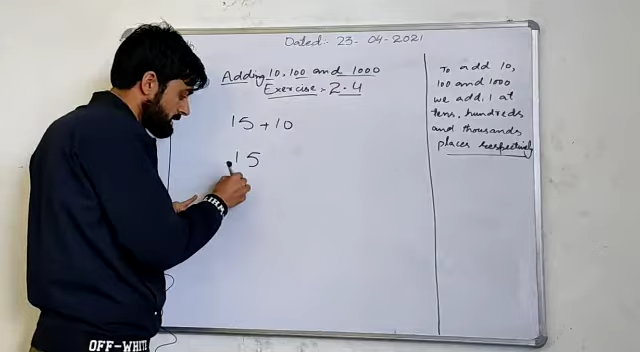 Dated:- 23-04-2021
Adding 10, 100 and 1000
Exercise:- 2.4
15 + 10
15
To add 10,
100 and 1000
we add 1 at
tens, hundreds
and thousands
places respectively
OFF-WHITE